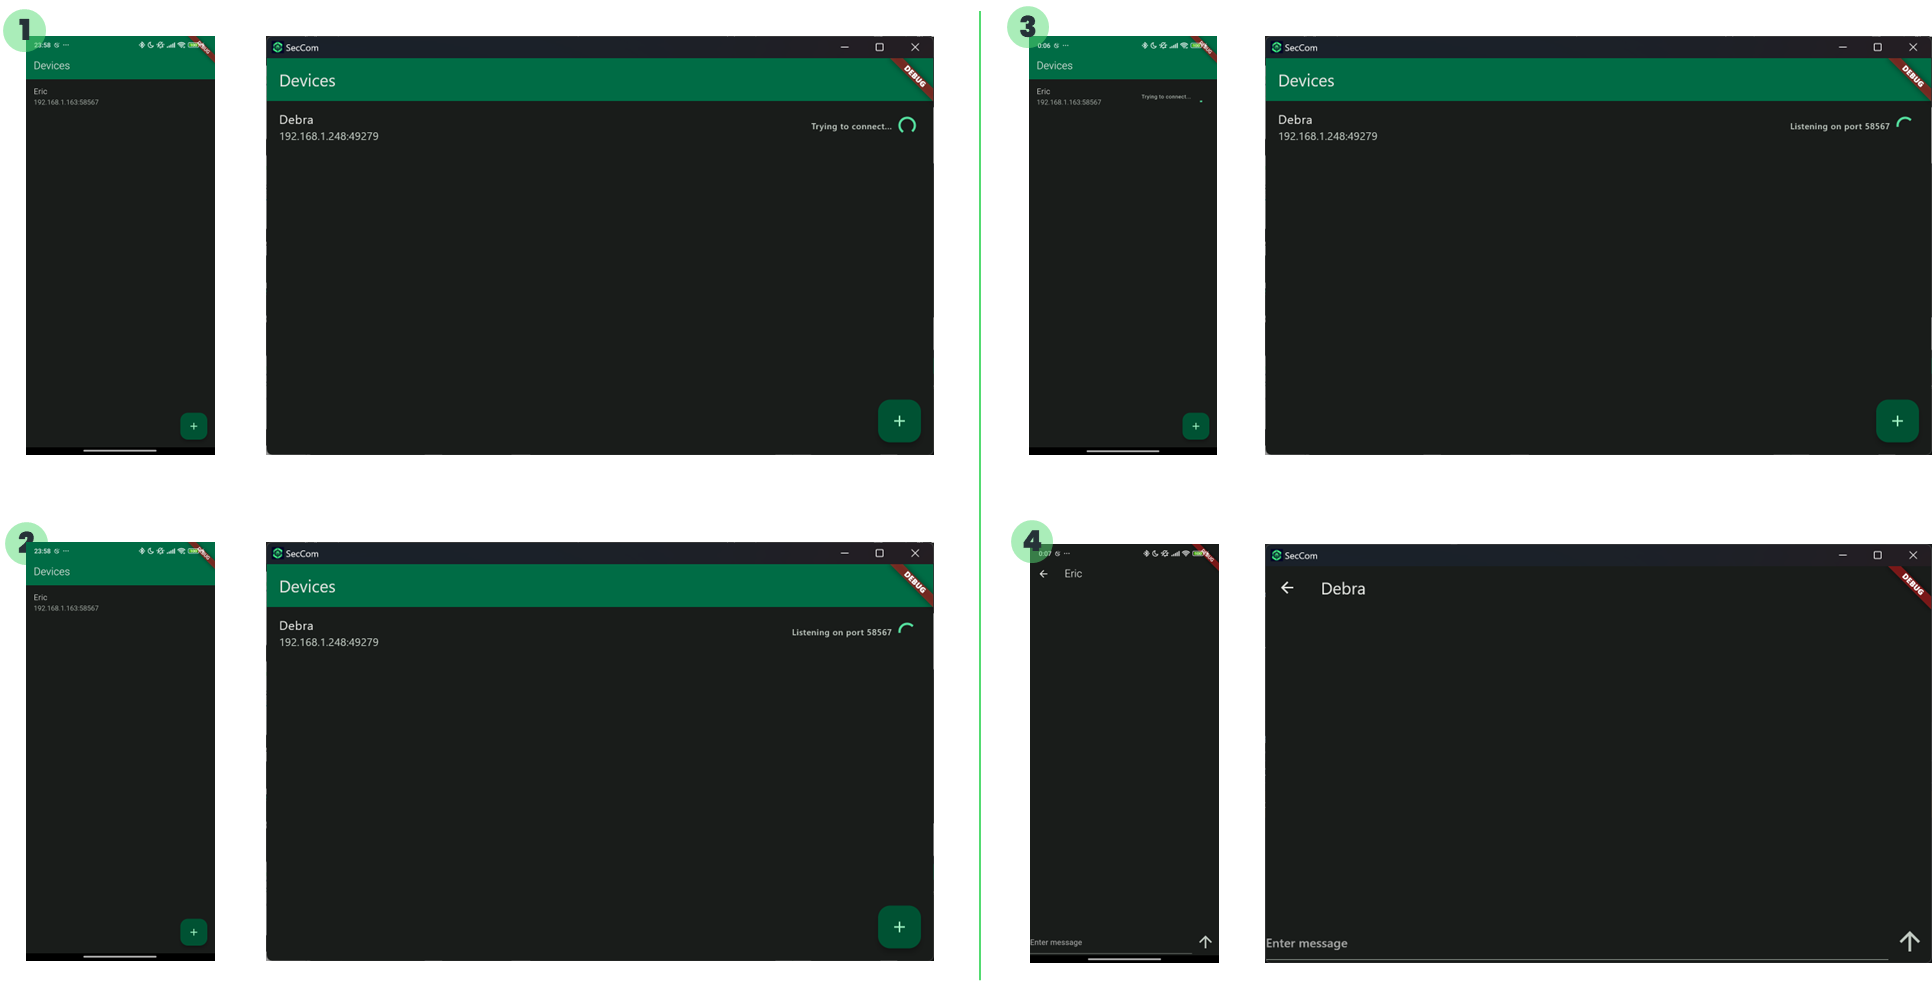 1
23:58
Devices
Eric
192.168.1.163:58567
+
SecCom
Devices
DEBUG
Debra
192.168.1.248:49279
Trying to connect...
+
2
23:58
Devices
Eric
192.168.1.163:58567
+
SecCom
Devices
DEBUG
Debra
192.168.1.248:49279
Listening on port 58567
+
3
0:06
Devices
Eric
192.168.1.163:58567
Trying to connect...
+
SecCom
Devices
DEBUG
Debra
192.168.1.248:49279
Listening on port 58567
+
4
0:07
Eric
Enter message
SecCom
Debra
DEBUG
Enter message